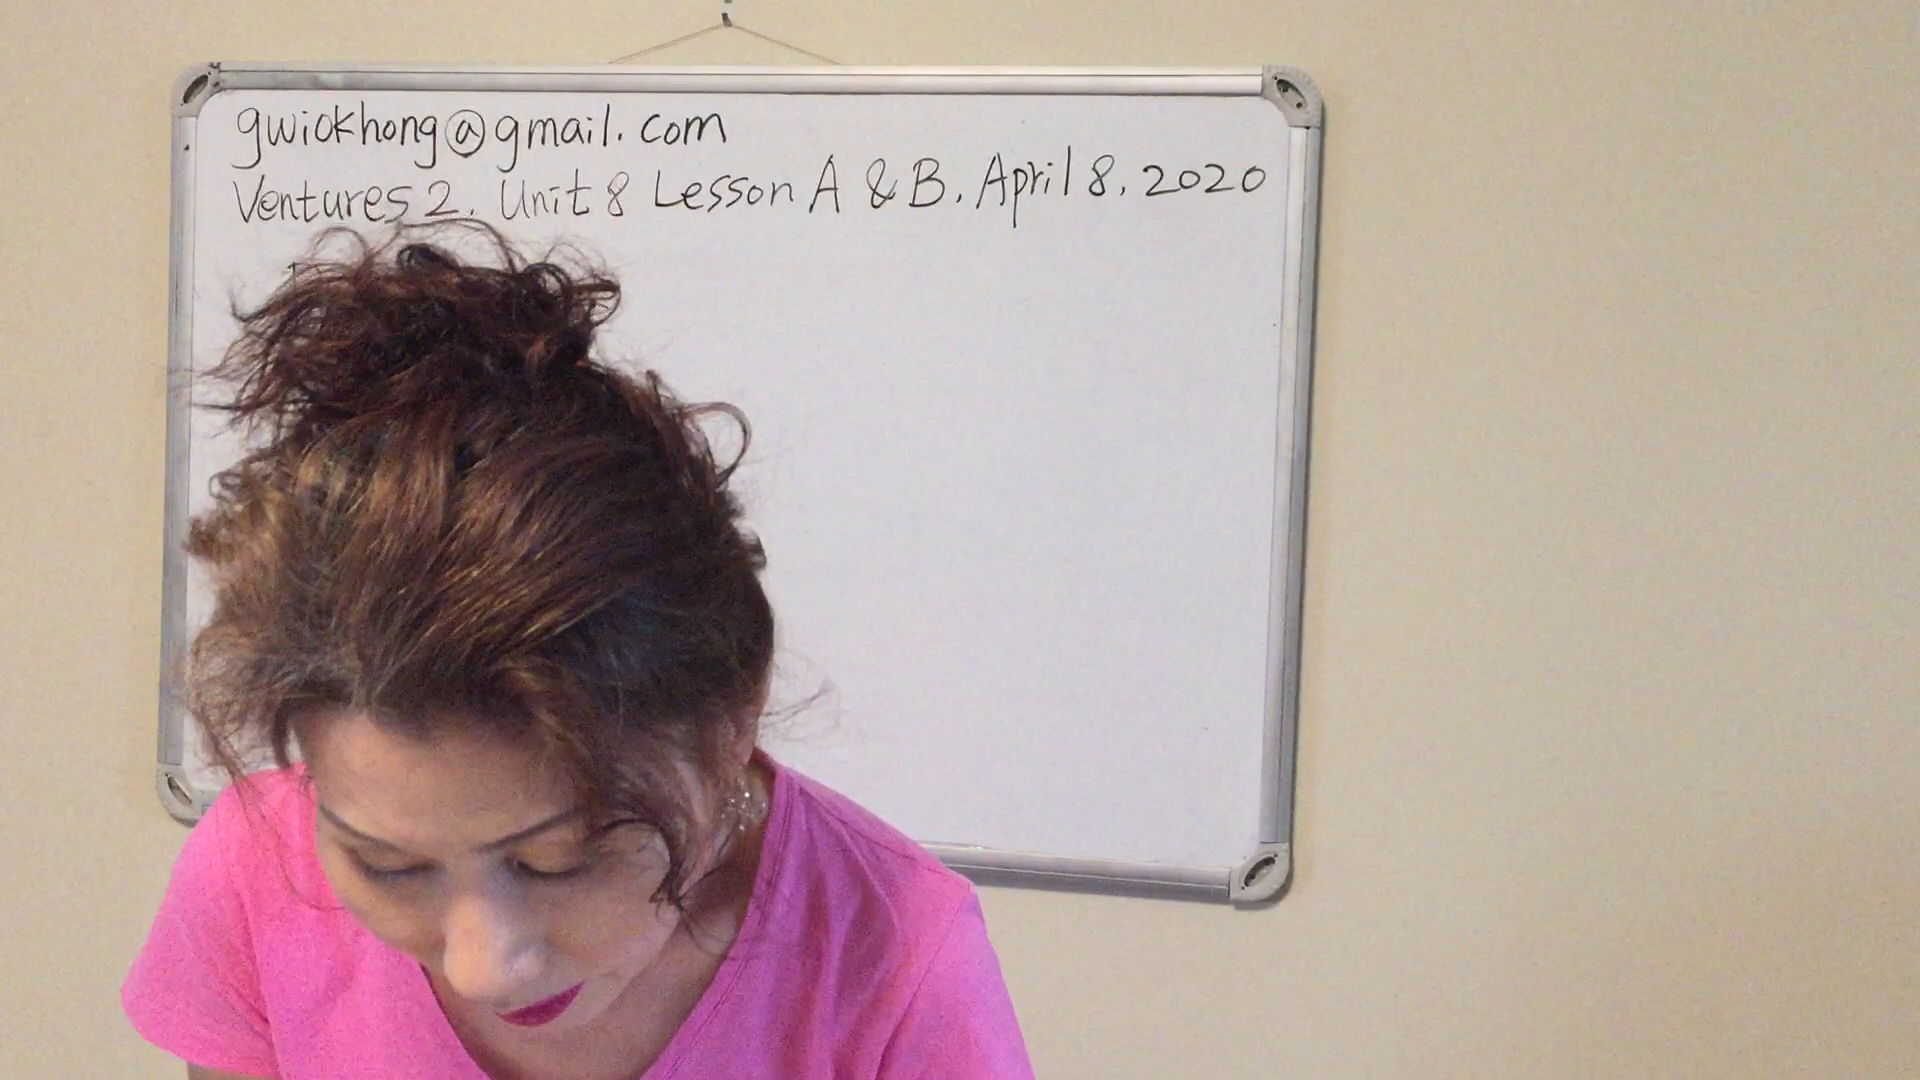 gwiokhong@gmail.com
Ventures 2. Unit 8 Lesson A & B. April 8. 2020